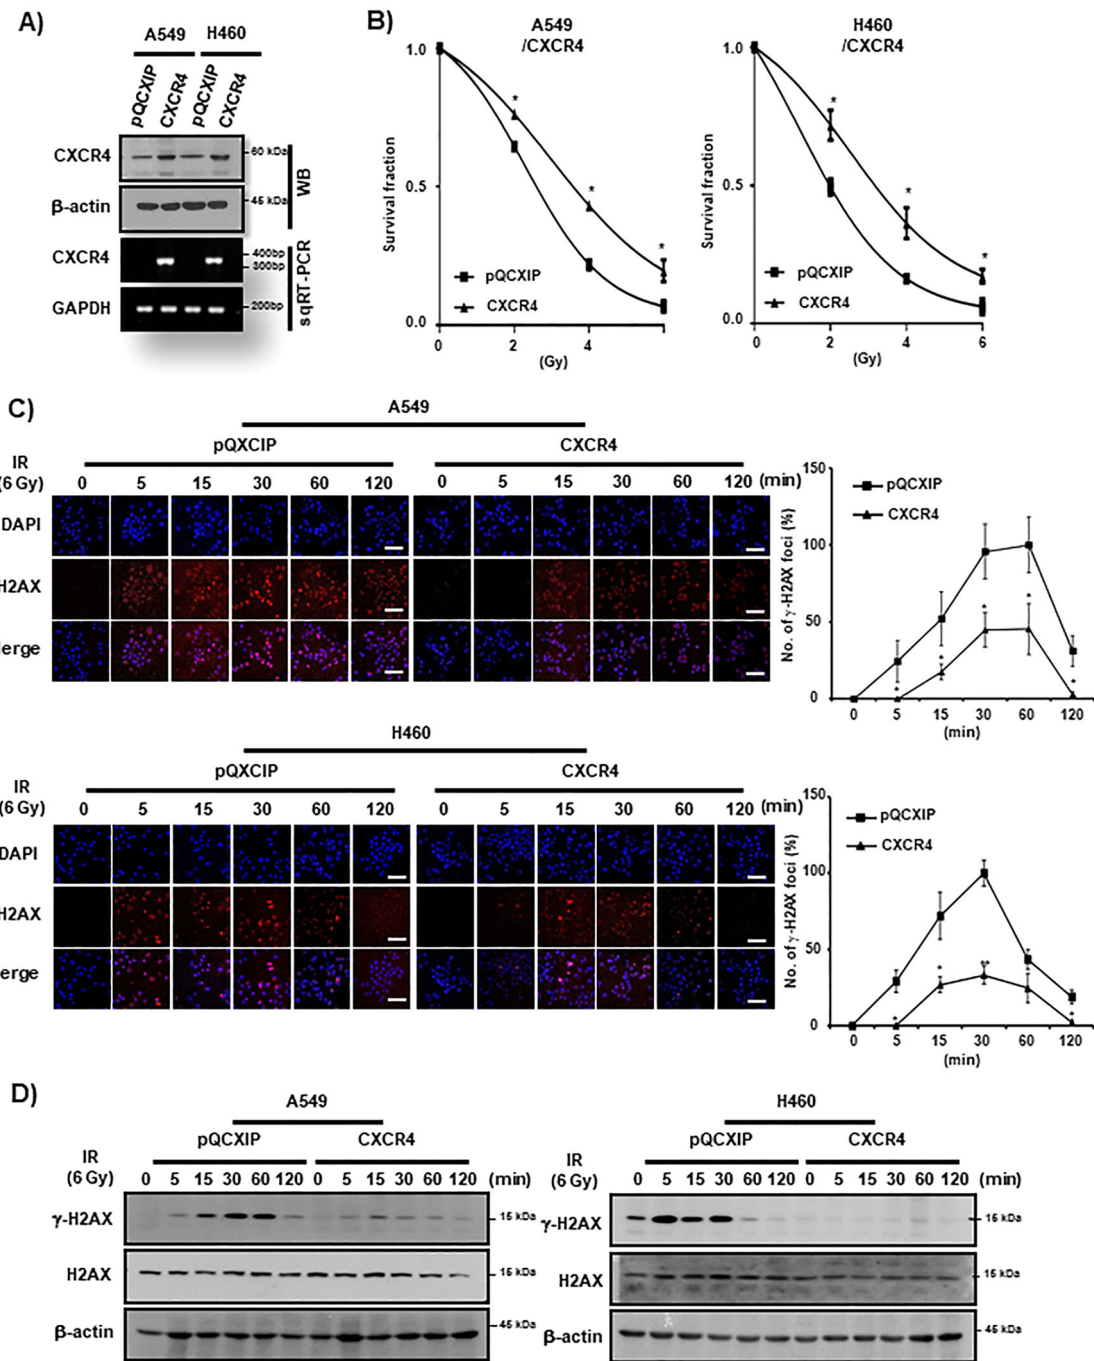 A)
A549 H460
pQCXIP CXCR4 pQCXIP CXCR4
CXCR4 60 kDa
β-actin 45 kDa
WB
CXCR4 400bp
300bp
GAPDH 200bp
sqRT-PCR
B)
A549
/CXCR4
1.0
0.5
0.0
Survival fraction
pQCXIP
CXCR4
0 2 4
(Gy)
H460
/CXCR4
1.0
0.5
0.0
Survival fraction
pQCXIP
CXCR4
0 2 4 6
(Gy)
C)
A549
pQXCIP CXCR4
IR
(6 Gy) 0 5 15 30 60 120 0 5 15 30 60 120 (min)
DAPI
H2AX
Merge
150
100
50
0
No. of γ-H2AX foci (%)
pQCXIP
CXCR4
0 5 15 30 60 120
(min)
H460
pQXCIP CXCR4
IR
(6 Gy) 0 5 15 30 60 120 0 5 15 30 60 120 (min)
DAPI
H2AX
Merge
150
100
50
0
No. of γ-H2AX foci (%)
pQCXIP
CXCR4
0 5 15 30 60 120
(min)
D)
A549
pQCXIP CXCR4
IR
(6 Gy) 0 5 15 30 60 120 0 5 15 30 60 120 (min)
γ-H2AX 15 kDa
H2AX 15 kDa
β-actin 45 kDa
H460
pQCXIP CXCR4
IR
(6 Gy) 0 5 15 30 60 120 0 5 15 30 60 120 (min)
γ-H2AX 15 kDa
H2AX 15 kDa
β-actin 45 kDa